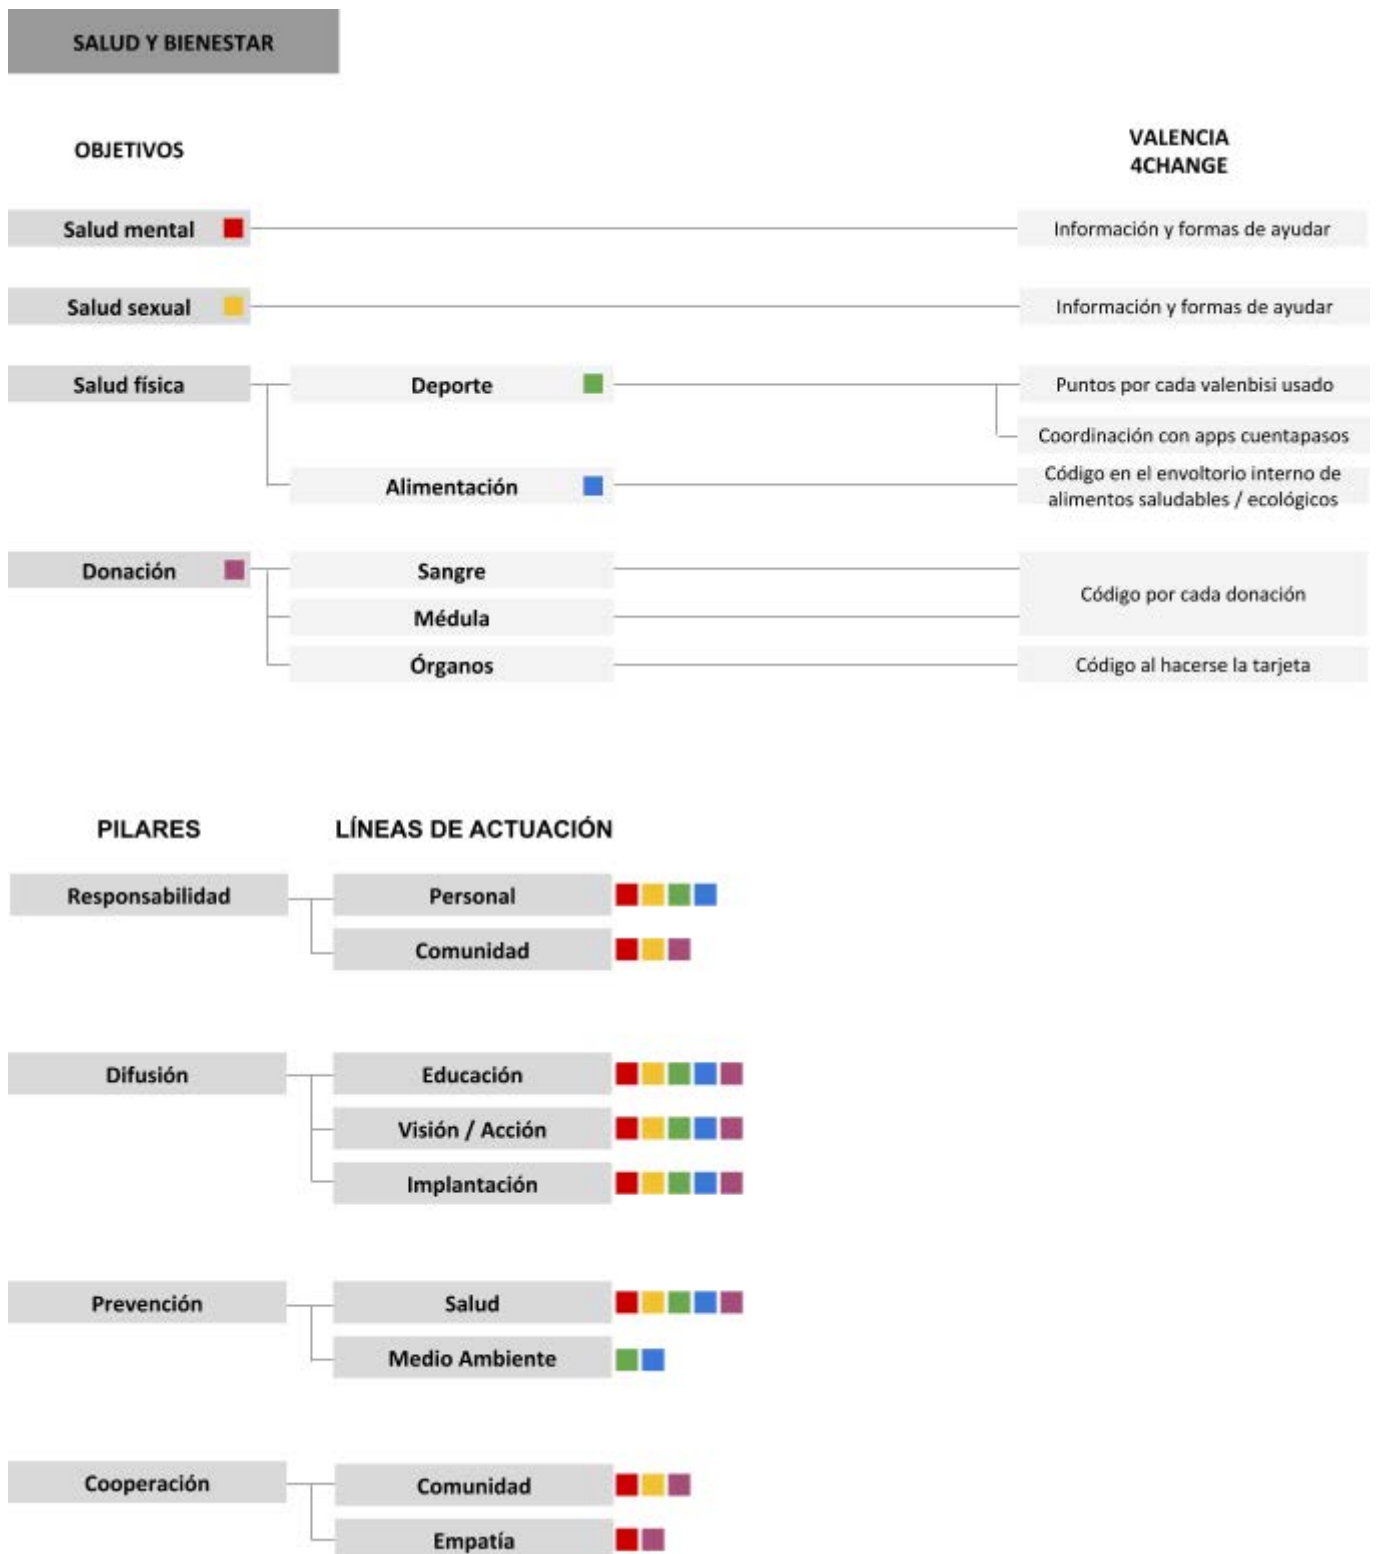 SALUD Y BIENESTAR
OBJETIVOS
VALENCIA
4CHANGE
Salud mental
Información y formas de ayudar
Salud sexual
Información y formas de ayudar
Salud física
Deporte
Puntos por cada valenbisi usado
Coordinación con apps cuentapasos
Alimentación
Código en el envoltorio interno de
alimentos saludables / ecológicos
Donación
Sangre
Código por cada donación
Médula
Órganos
Código al hacerse la tarjeta
PILARES
LÍNEAS DE ACTUACIÓN
Responsabilidad
Personal
Comunidad
Difusión
Educación
Visión / Acción
Implantación
Prevención
Salud
Medio Ambiente
Cooperación
Comunidad
Empatía